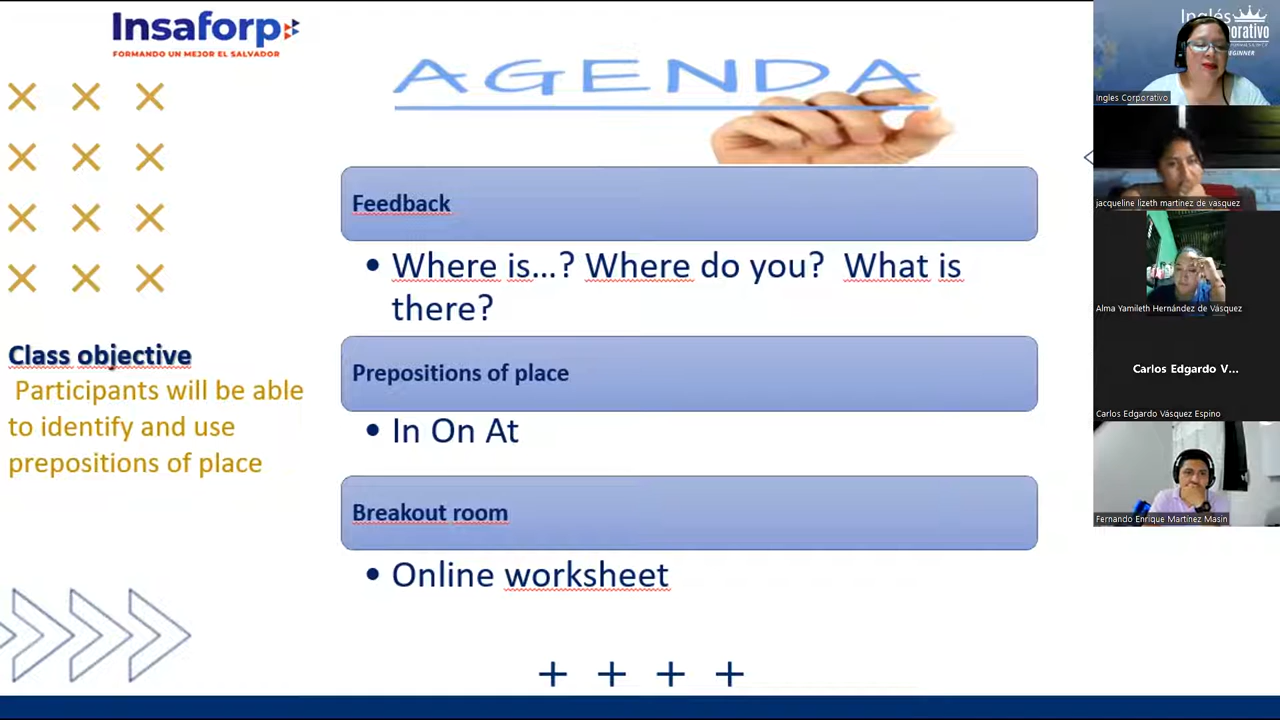 Insaforp
FORMANDO UN MEJOR EL SALVADOR
AGENDA
Feedback
• Where is...? Where do you?  What is
there?
Prepositions of place
• In On At
Breakout room
• Online worksheet
Class objective
Participants will be able
to identify and use
prepositions of place
Inglés
BEGINNER
Ingles Corporativo
jacqueline lizeth martinez de vasquez
Alma Yamileth Hernández de Vásquez
Carlos Edgardo V...
Carlos Edgardo Vásquez Espino
Fernando Enrique Martínez Masin